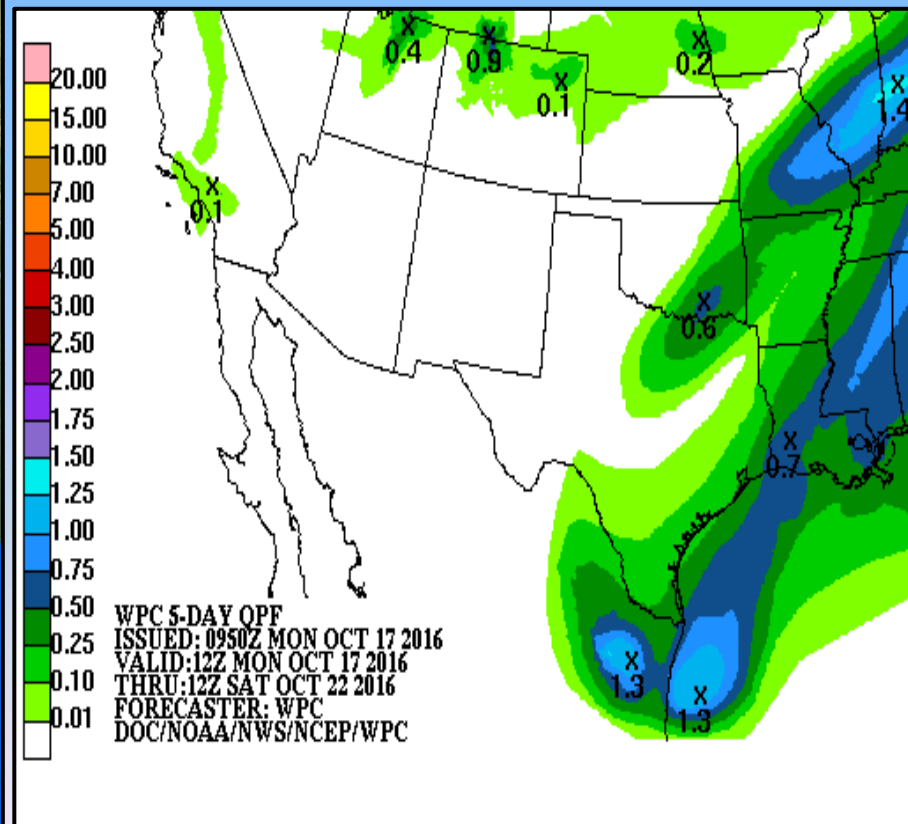 x
0.4
x
0.9
x
0.1
x
0.2
x
1.4
20.00
15.00
10.00
7.00
5.00
4.00
3.00
2.50
2.00
1.75
1.50
1.25
1.00
0.75
0.50
0.25
0.10
0.01
x
0.1
x
0.6
x
0.7
x
1.3
x
1.3
WPC 5-DAY QPF
ISSUED: 0950Z MON OCT 17 2016
VALID:12Z MON OCT 17 2016
THRU:12Z SAT OCT 22 2016
FORECASTER: WPC
DOC/NOAA/NWS/NCEP/WPC